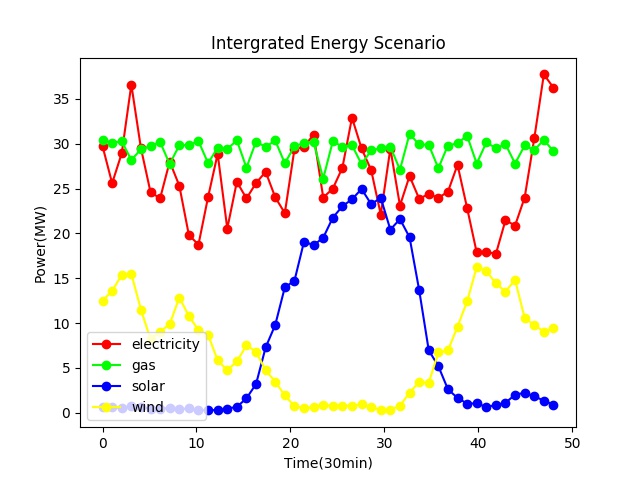 Intergrated Energy Scenario
Power(MW)
35
30
25
20
15
10
5
0
electricity
gas
solar
wind
0 10 20 30 40 50
Time(30min)